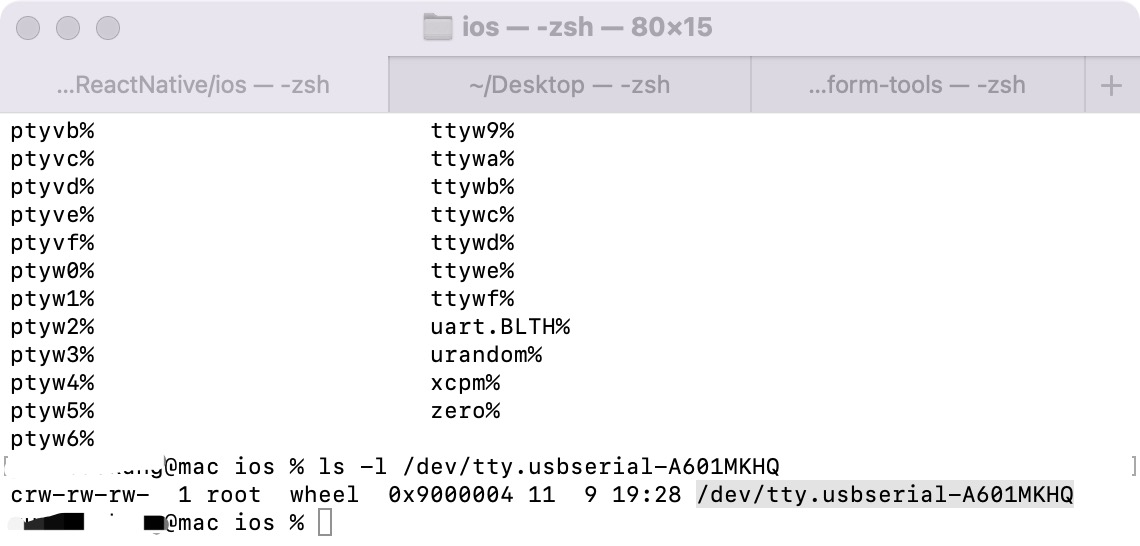 ios — -zsh — 80×15
...ReactNative/ios — -zsh ~/Desktop — -zsh ...form-tools — -zsh +
ptyvb% ttyw9%
ptyvc% ttywa%
ptyvd% ttywb%
ptyve% ttywc%
ptyvf% ttywd%
ptyw0% ttywe%
ptyw1% ttywf%
ptyw2% uart.BLTH%
ptyw3% urandom%
ptyw4% xcpm%
ptyw5% zero%
ptyw6%
@mac ios % ls -l /dev/tty.usbserial-A601MKHQ
crw-rw-rw- 1 root wheel 0x9000004 11 9 19:28 /dev/tty.usbserial-A601MKHQ
@mac ios %